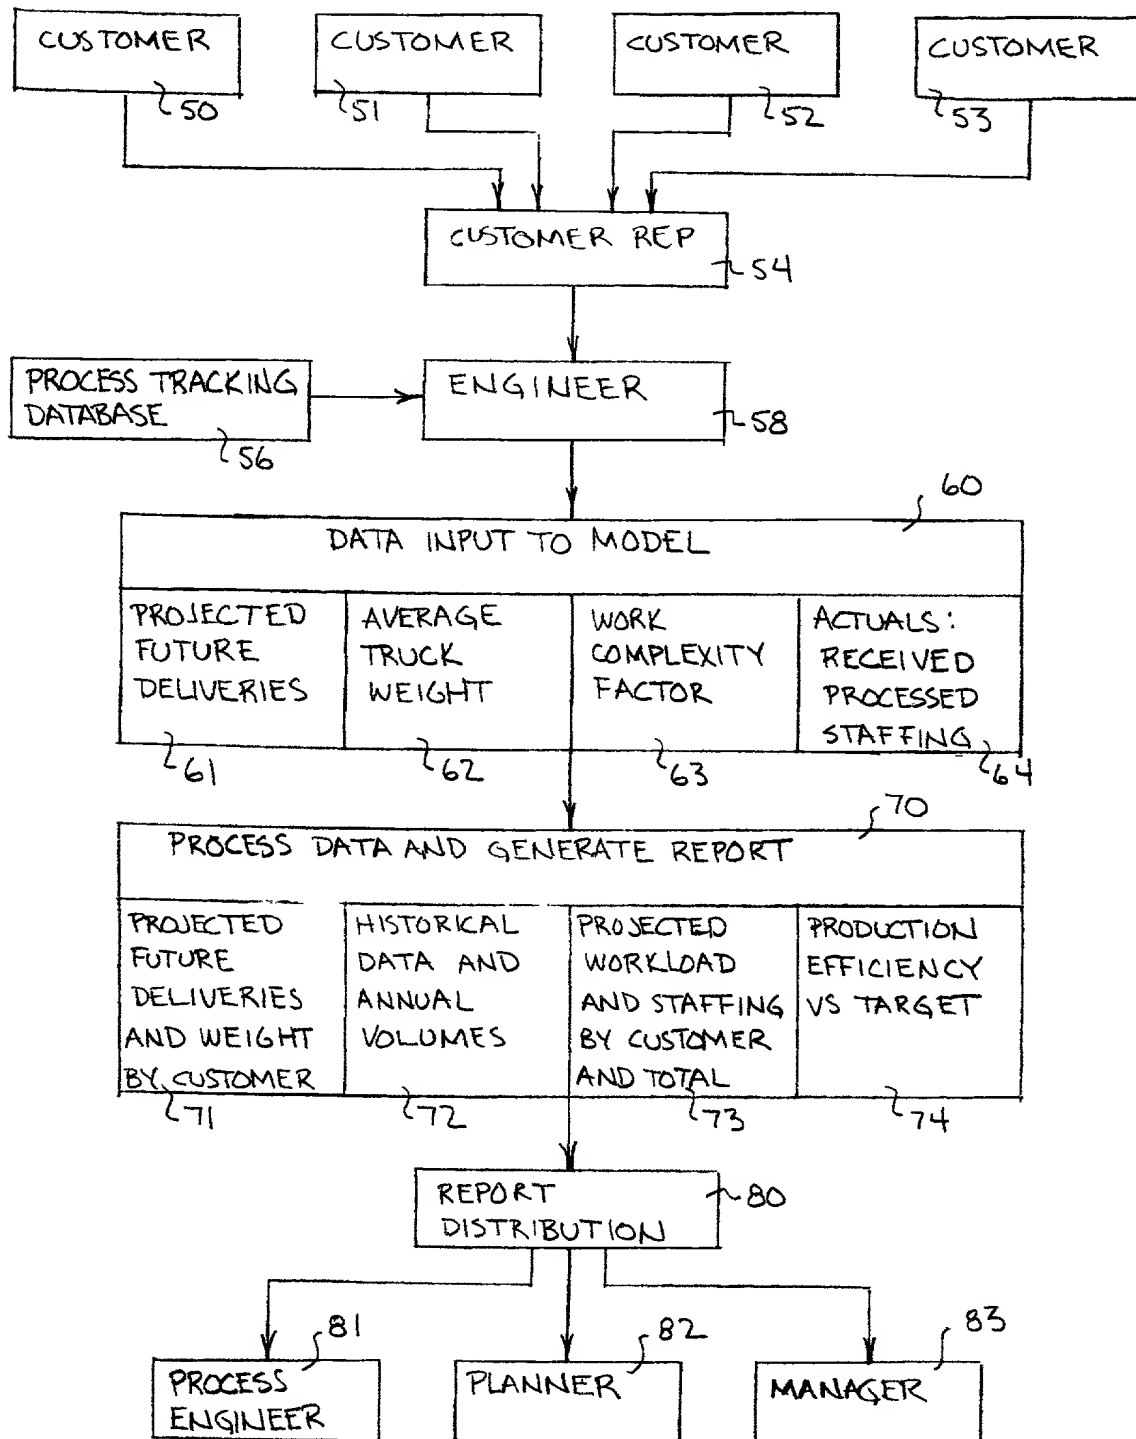 CUSTOMER
50
CUSTOMER
51
CUSTOMER
52
CUSTOMER
53
CUSTOMER REP
54
PROCESS TRACKING
DATABASE
56
ENGINEER
58
60
DATA INPUT TO MODEL
PROJECTED
FUTURE
DELIVERIES
61
AVERAGE
TRUCK
WEIGHT
62
WORK
COMPLEXITY
FACTOR
63
ACTUALS:
RECEIVED
PROCESSED
STAFFING
64
70
PROCESS DATA AND GENERATE REPORT
PROJECTED
FUTURE
DELIVERIES
AND WEIGHT
BY CUSTOMER
71
HISTORICAL
DATA AND
ANNUAL
VOLUMES
72
PROJECTED
WORKLOAD
AND STAFFING
BY CUSTOMER
AND TOTAL
73
PRODUCTION
EFFICIENCY
VS TARGET
74
REPORT
DISTRIBUTION
80
81
PROCESS
ENGINEER
82
PLANNER
83
MANAGER